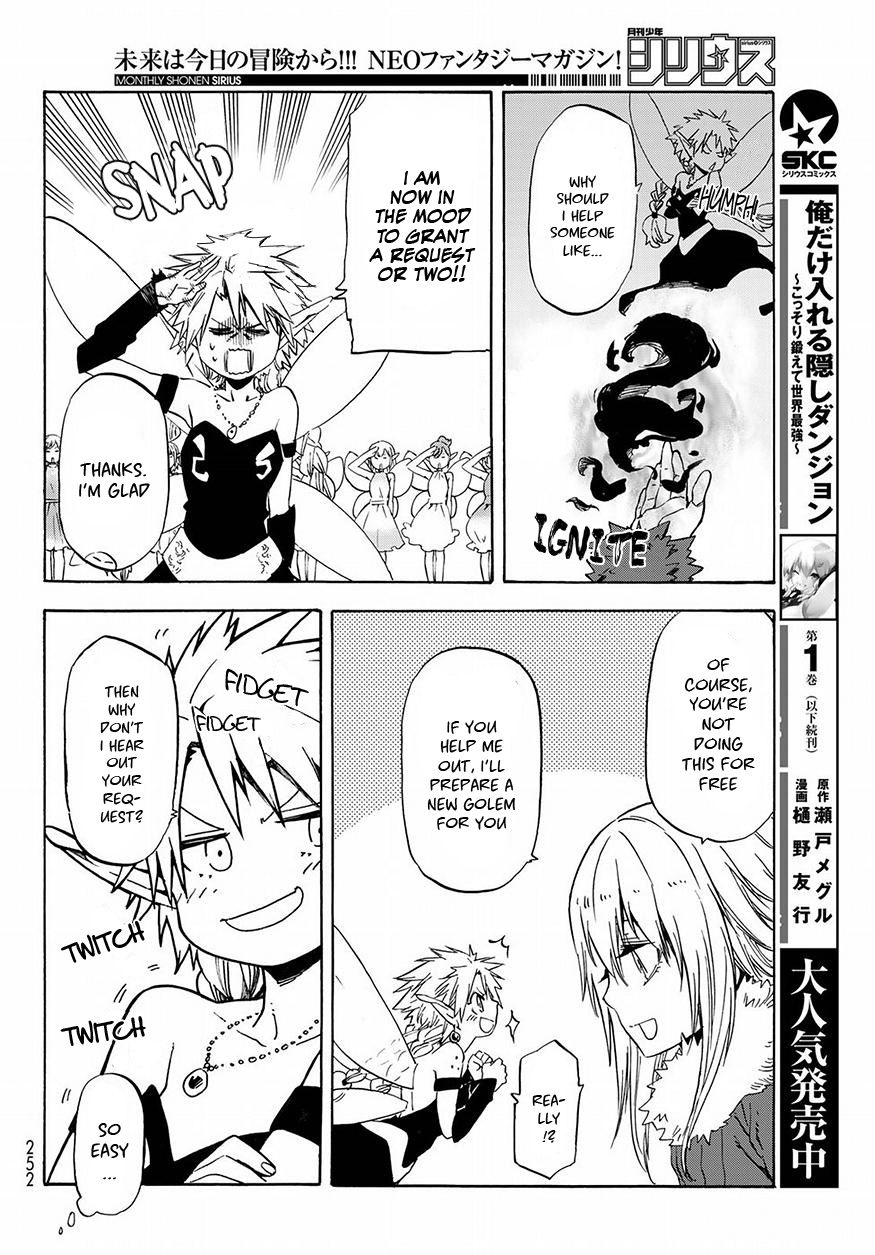 未来は今日の冒険から!!! NEOファンタジーマガジン!
月刊少年
シリウス
MONTHLY SHONEN SIRIUS
WHY
SHOULD
I HELP
SOMEONE
LIKE...
HUMPH!
IGNITE
I AM
NOW IN
THE MOOD
TO GRANT
A REQUEST
OR TWO!!
SNAP
THANKS.
I'M GLAD
OF
COURSE,
YOU'RE
NOT
DOING
THIS FOR
FREE
IF YOU
HELP ME
OUT, I'LL
PREPARE A
NEW GOLEM
FOR YOU
REA-
LLY
!?
FIDGET
FIDGET
THEN
WHY
DON'T
I HEAR
OUT
YOUR
REQ-
UEST?
TWITCH
TWITCH
SO
EASY
...
252
SKC
シリウスコミックス
俺だけ入れる隠しダンジョン
～こっそり鍛えて世界最強～
第1巻(以下続刊)
原作 瀬戸メグル
漫画 樋野友行
大人気発売中